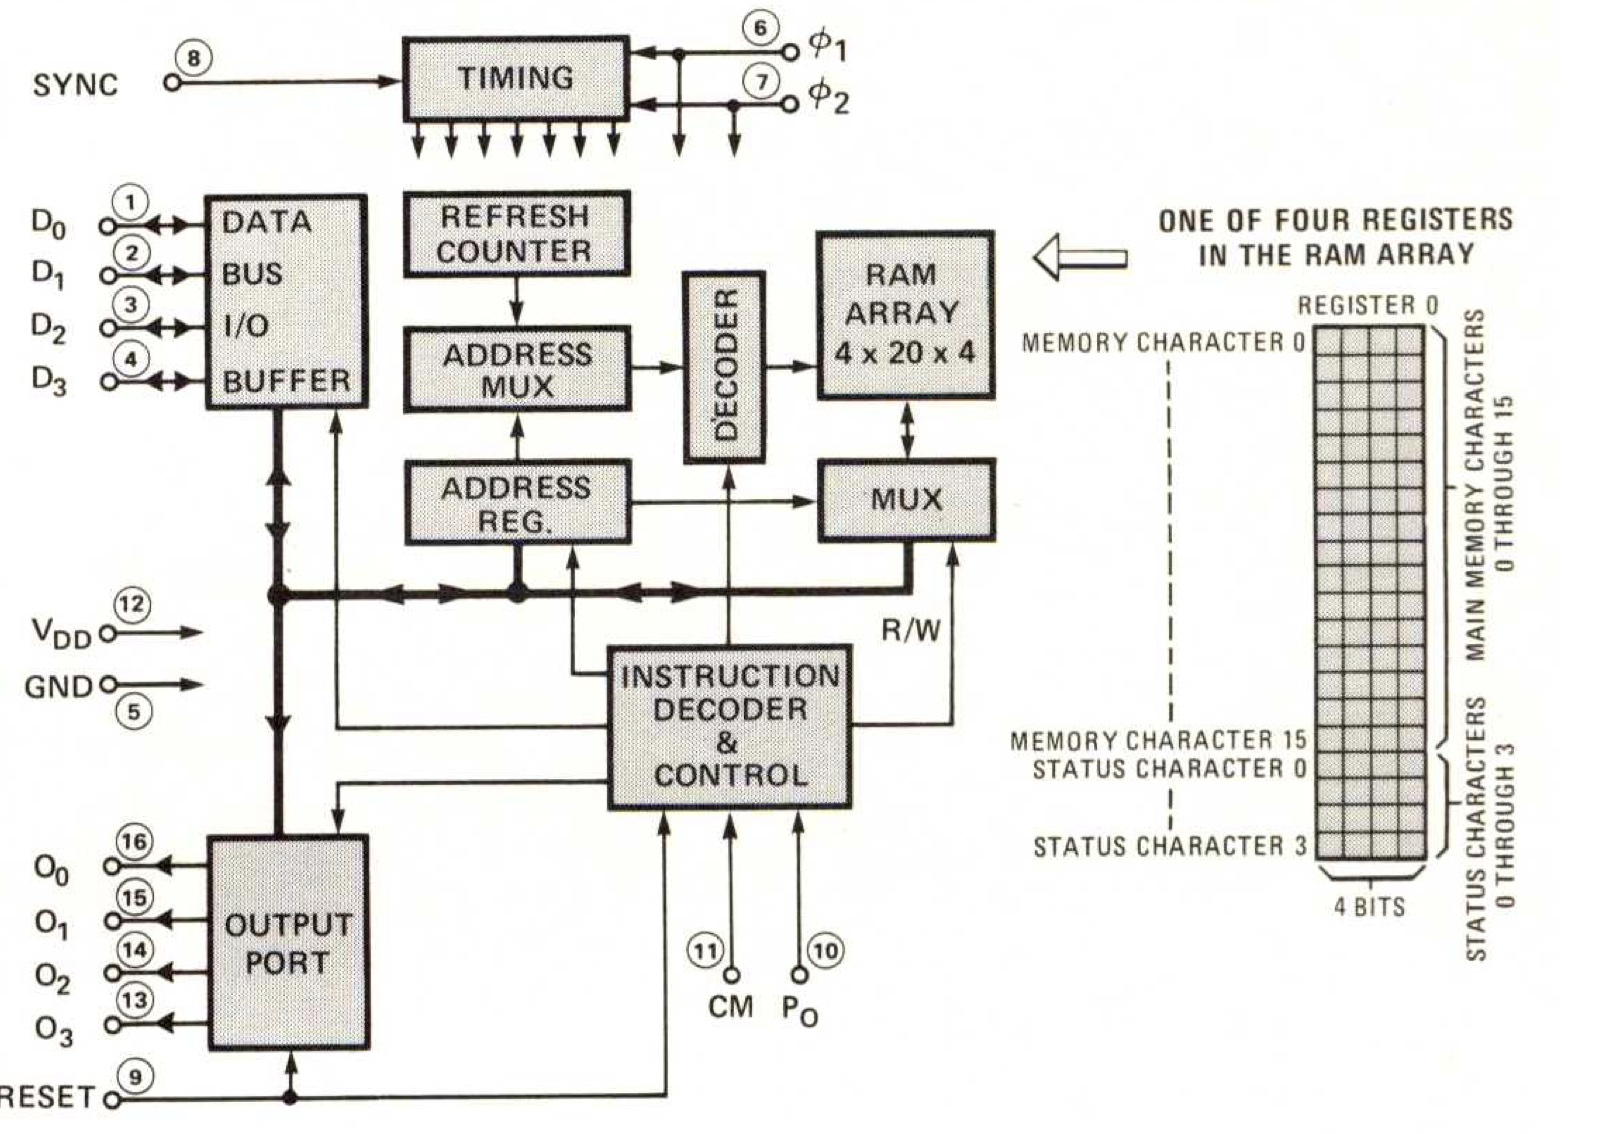 SYNC
8
TIMING
6
ϕ1
7
ϕ2
D0
1
D1
2
D2
3
D3
4
DATA
BUS
I/O
BUFFER
REFRESH
COUNTER
ADDRESS
MUX
ADDRESS
REG.
DECODER
RAM
ARRAY
4 x 20 x 4
MUX
R/W
VDD
12
GND
5
INSTRUCTION
DECODER
&
CONTROL
O0
16
O1
15
O2
14
O3
13
OUTPUT
PORT
RESET
9
11
CM
10
PO
ONE OF FOUR REGISTERS
IN THE RAM ARRAY
REGISTER 0
MEMORY CHARACTER 0
MEMORY CHARACTER 15
STATUS CHARACTER 0
STATUS CHARACTER 3
4 BITS
MAIN MEMORY CHARACTERS
0 THROUGH 15
STATUS CHARACTERS
0 THROUGH 3